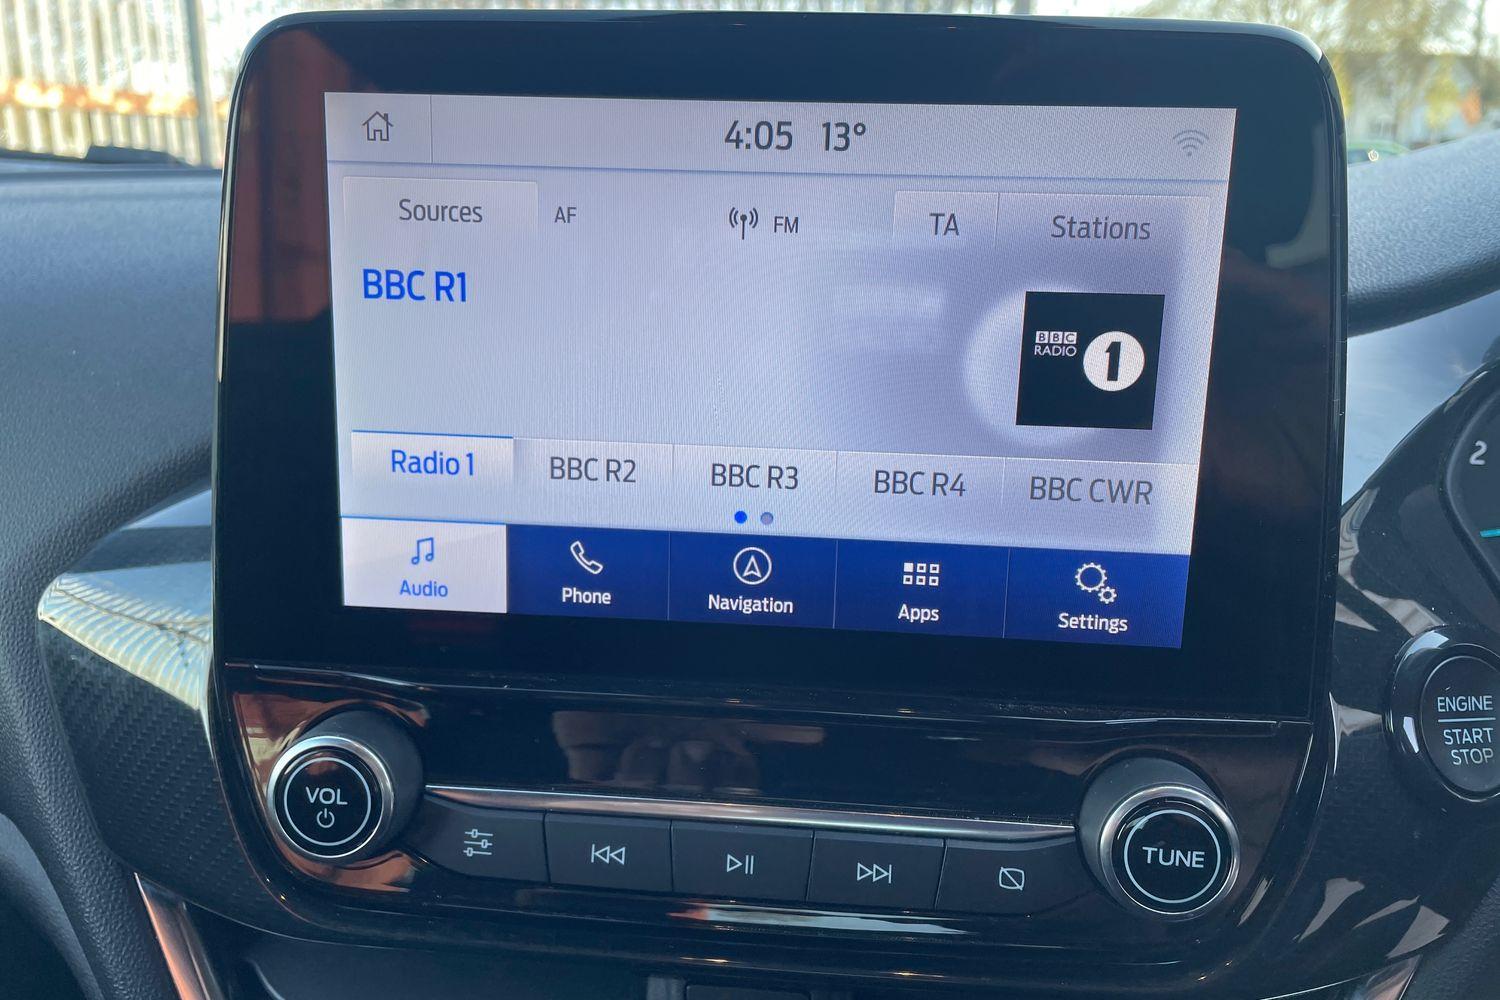 4:05 13°
Sources AF FM TA Stations
BBC R1
BBC
RADIO 1
Radio 1 BBC R2 BBC R3 BBC R4 BBC CWR
Audio Phone Navigation Apps Settings
2
ENGINE
START
STOP
VOL
TUNE